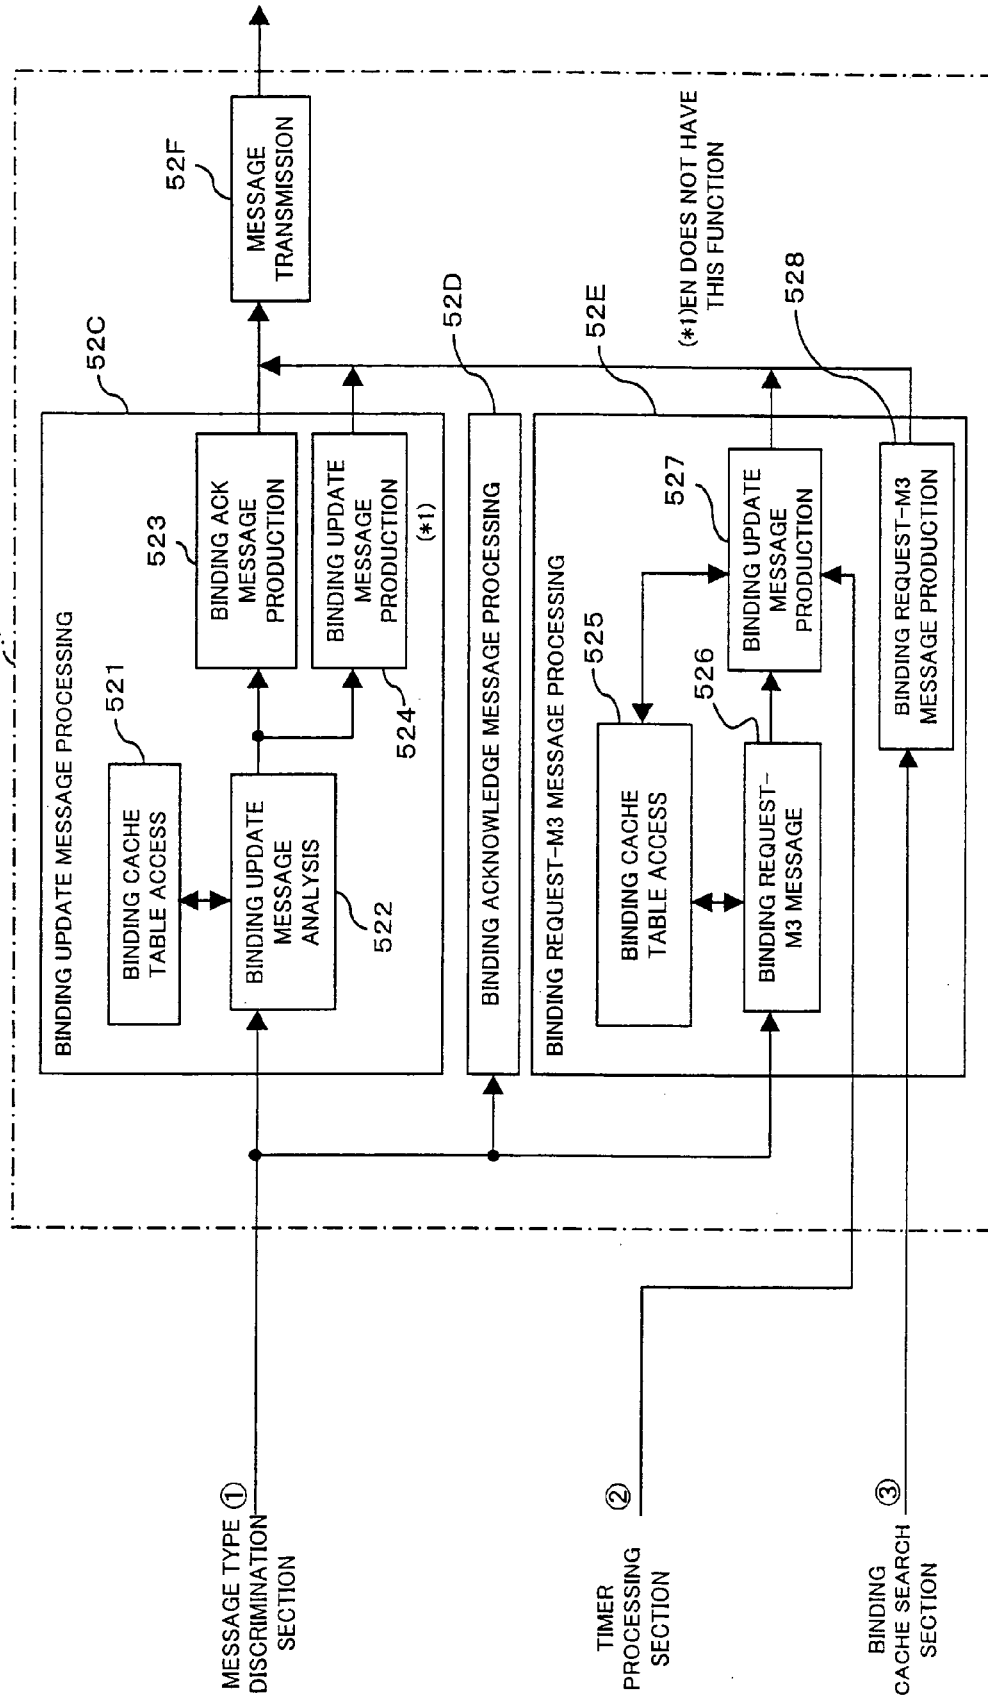 52F
MESSAGE
TRANSMISSION
(*1)EN DOES NOT HAVE
THIS FUNCTION
52C
BINDING UPDATE MESSAGE PROCESSING
521
BINDING CACHE
TABLE ACCESS
BINDING UPDATE
MESSAGE
ANALYSIS
522
523
BINDING ACK
MESSAGE
PRODUCTION
BINDING UPDATE
MESSAGE
PRODUCTION
(*1)
524
52D
BINDING ACKNOWLEDGE MESSAGE PROCESSING
52E
BINDING REQUEST-M3 MESSAGE PROCESSING
525
BINDING CACHE
TABLE ACCESS
526
BINDING REQUEST-
M3 MESSAGE
527
BINDING UPDATE
MESSAGE
PRODUCTION
528
BINDING REQUEST-M3
MESSAGE PRODUCTION
MESSAGE TYPE ①
DISCRIMINATION
SECTION
TIMER
PROCESSING ②
SECTION
BINDING
CACHE SEARCH ③
SECTION